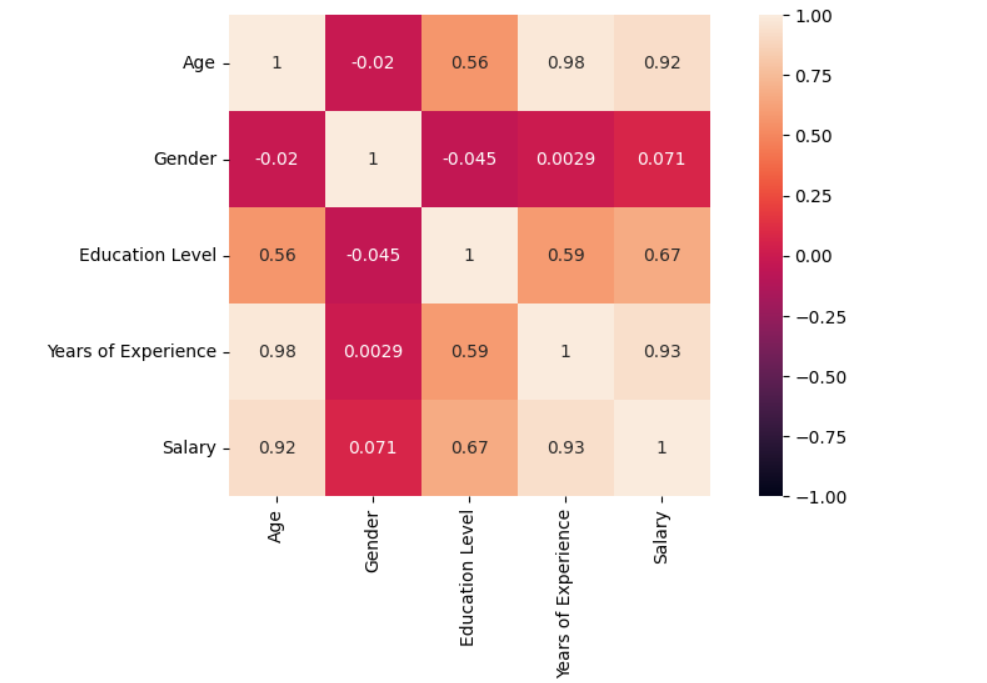 Age 1 -0.02 0.56 0.98 0.92
Gender -0.02 1 -0.045 0.0029 0.071
Education Level 0.56 -0.045 1 0.59 0.67
Years of Experience 0.98 0.0029 0.59 1 0.93
Salary 0.92 0.071 0.67 0.93 1
Age
Gender
Education Level
Years of Experience
Salary
1.00
0.75
0.50
0.25
0.00
−0.25
−0.50
−0.75
−1.00